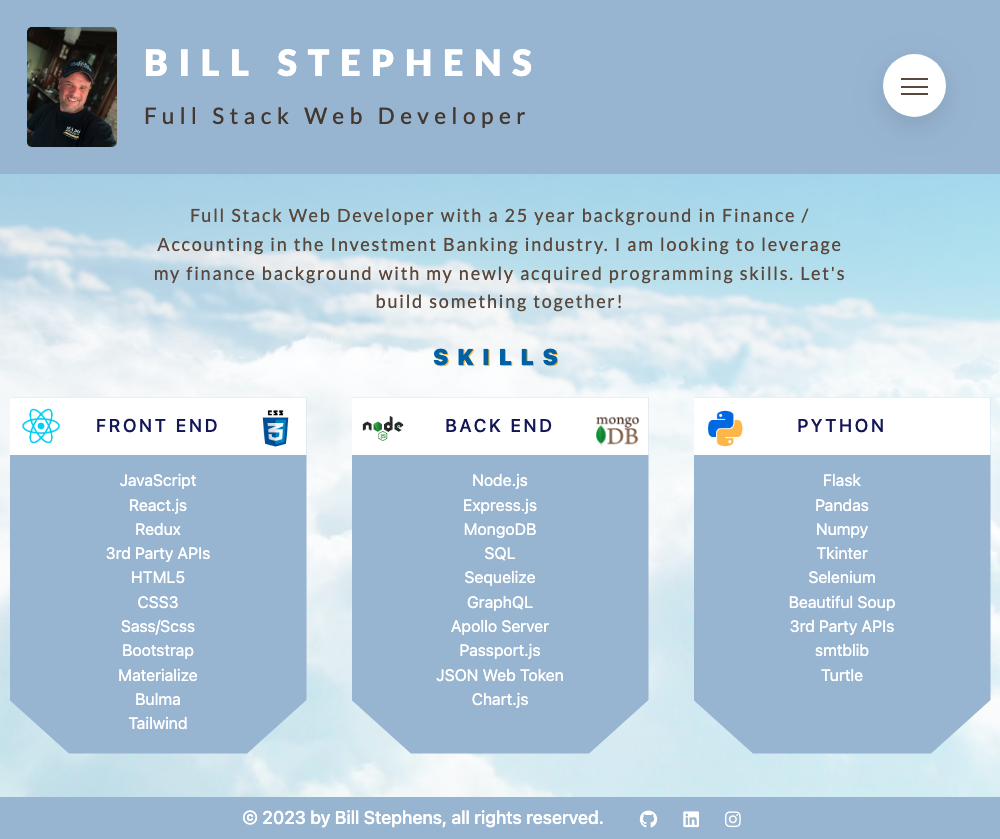 BILL STEPHENS
Full Stack Web Developer
Full Stack Web Developer with a 25 year background in Finance /
Accounting in the Investment Banking industry. I am looking to leverage
my finance background with my newly acquired programming skills. Let's
build something together!
SKILLS
FRONT END
CSS
3
JavaScript
React.js
Redux
3rd Party APIs
HTML5
CSS3
Sass/Scss
Bootstrap
Materialize
Bulma
Tailwind
node
JS
BACK END
mongo
DB
Node.js
Express.js
MongoDB
SQL
Sequelize
GraphQL
Apollo Server
Passport.js
JSON Web Token
Chart.js
PYTHON
Flask
Pandas
Numpy
Tkinter
Selenium
Beautiful Soup
3rd Party APIs
smtblib
Turtle
© 2023 by Bill Stephens, all rights reserved.
in